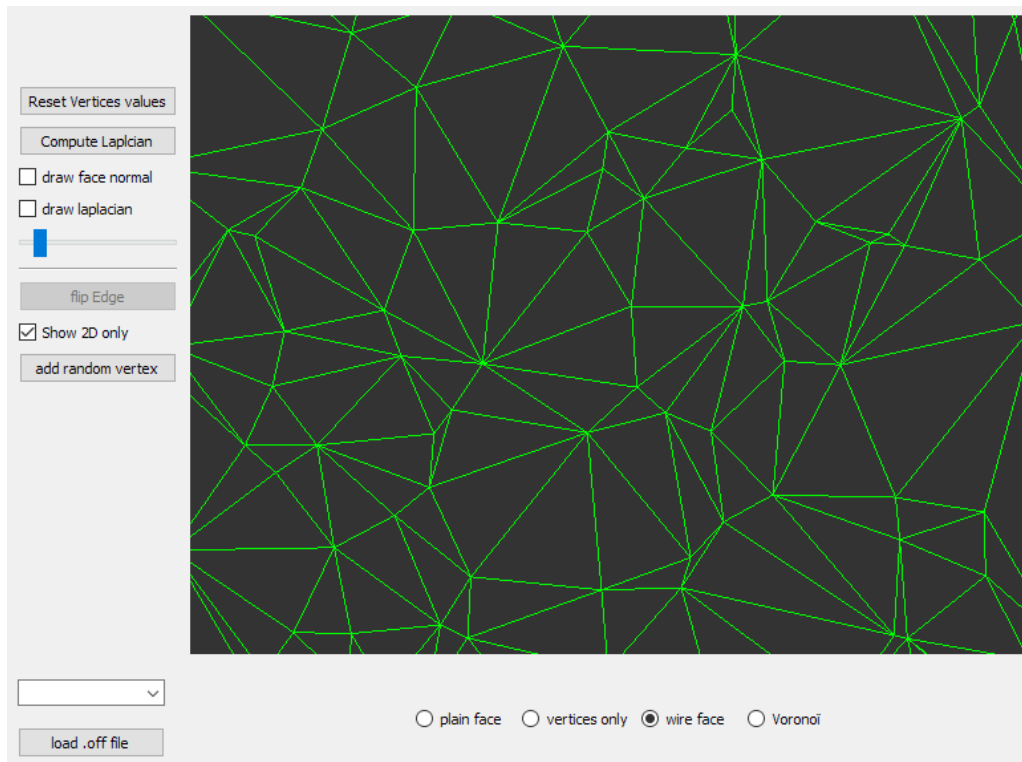 Reset Vertices values
Compute Laplcian
draw face normal
draw laplacian
flip Edge
Show 2D only
add random vertex
plain face
vertices only
wire face
Voronoï
load .off file